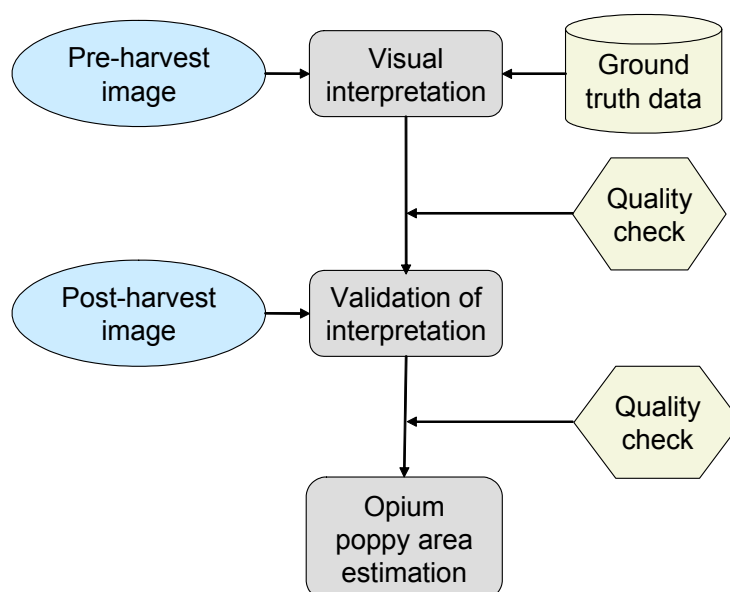 Pre-harvest
image
Visual
interpretation
Ground
truth data
Quality
check
Post-harvest
image
Validation of
interpretation
Quality
check
Opium
poppy area
estimation